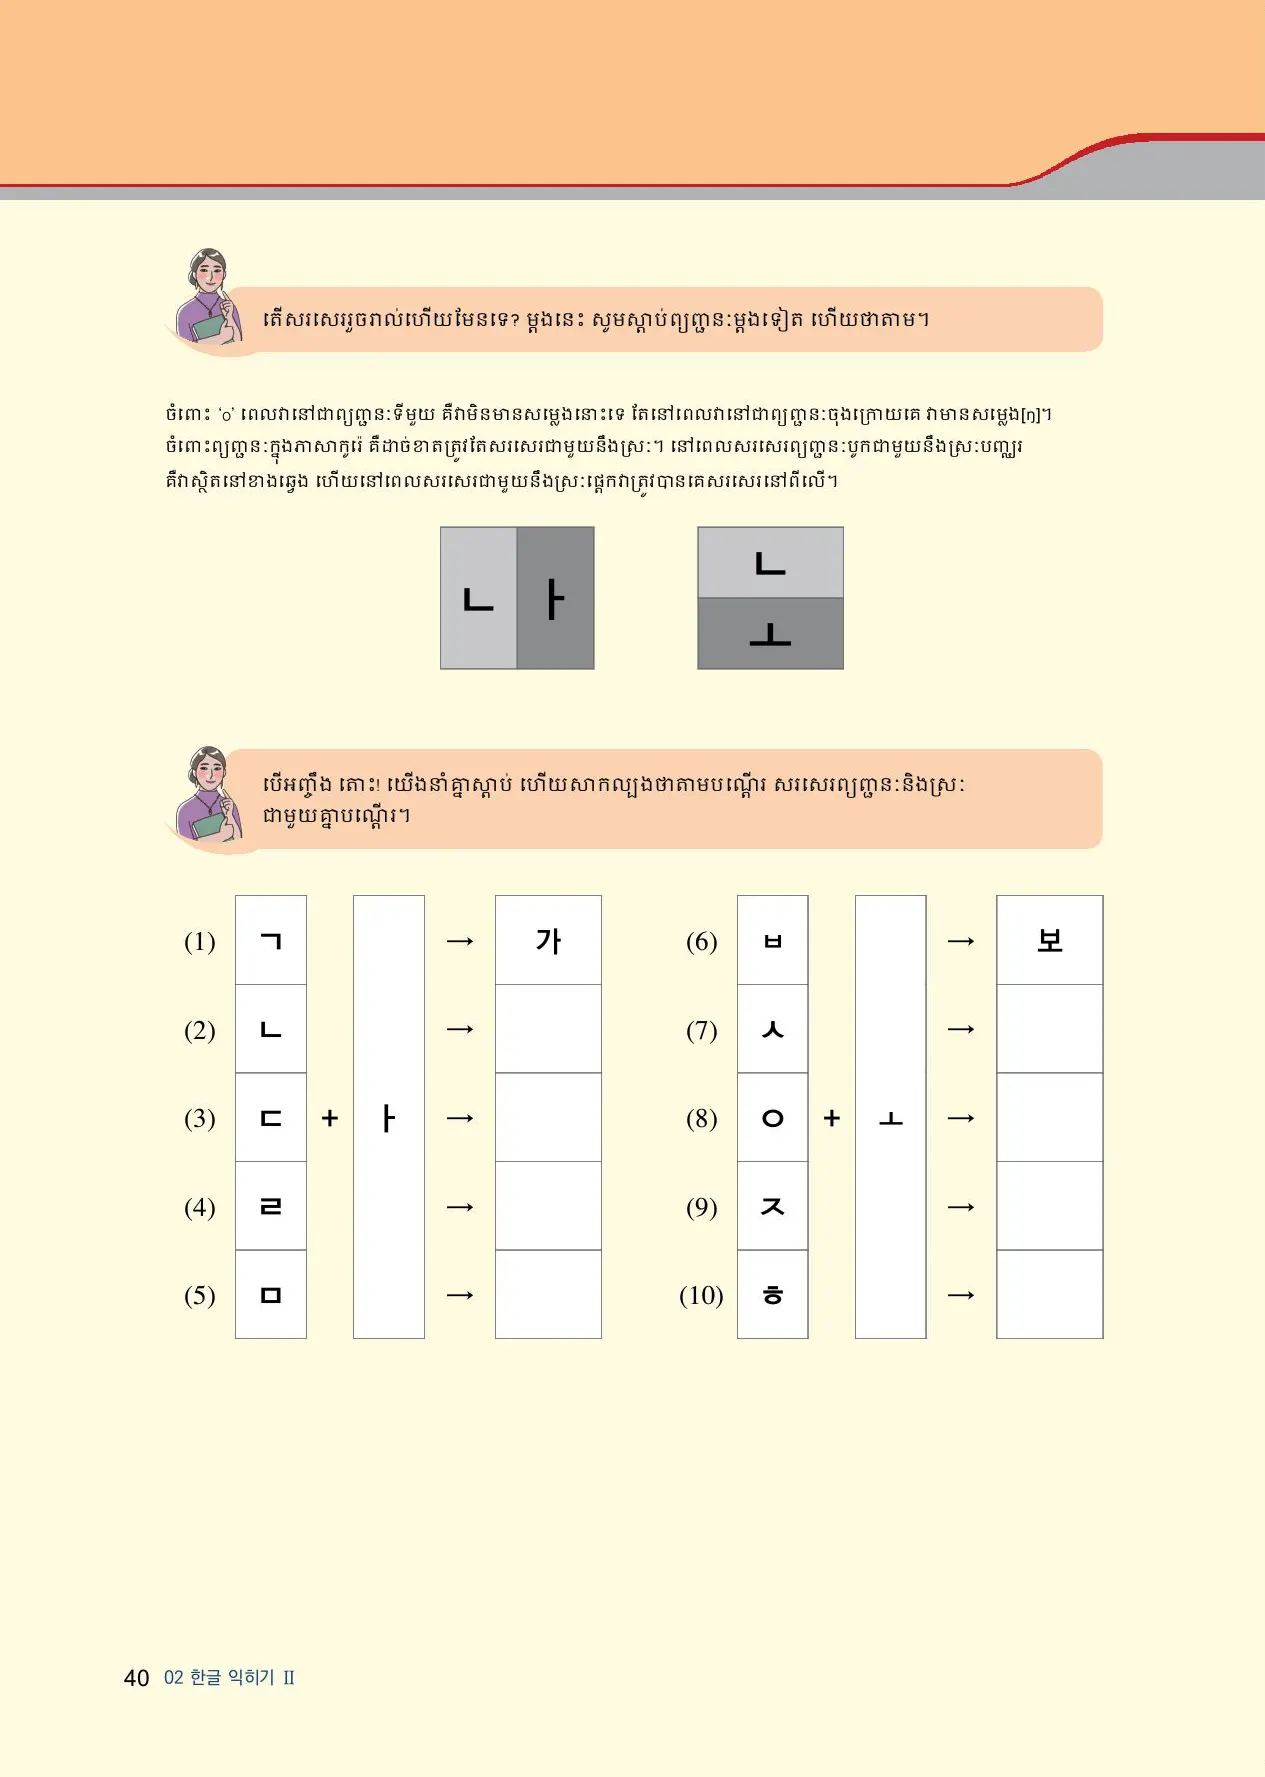 តើសរសេររួចរាល់ហើយមែនទេ? ម្ដងនេះ សូមស្ដាប់ព្យញ្ជនៈម្ដងទៀត ហើយថាតាម។
ចំពោះ ‘ㅇ’ ពេលវានៅជាព្យញ្ជនៈទីមួយ គឺវាមិនមានសម្លេងនោះទេ តែនៅពេលវានៅជាព្យញ្ជនៈចុងក្រោយគេ វាមានសម្លេង[ŋ]។
ចំពោះព្យញ្ជនៈក្នុងភាសាកូរ៉េ គឺដាច់ខាតត្រូវតែសរសេរជាមួយនឹងស្រៈ។ នៅពេលសរសេរព្យញ្ជនៈបូកជាមួយនឹងស្រៈបញ្ឈរ
គឺវាស្ថិតនៅខាងឆ្វេង ហើយនៅពេលសរសេរជាមួយនឹងស្រៈផ្ដេកវាត្រូវបានគេសរសេរនៅពីលើ។
ㄴ ㅏ ㄴ
ㅗ
បើអញ្ចឹង តោះ! យើងនាំគ្នាស្ដាប់ ហើយសាកល្បងថាតាមបណ្ដើរ សរសេរព្យញ្ជនៈនិងស្រៈ
ជាមួយគ្នាបណ្ដើរ។
(1) ㄱ → 가 (6) ㅂ → 보
(2) ㄴ → (7) ㅅ →
(3) ㄷ + ㅏ → (8) ㅇ + ㅗ →
(4) ㄹ → (9) ㅈ →
(5) ㅁ → (10) ㅎ →
40 02 한글 익히기 Ⅱ